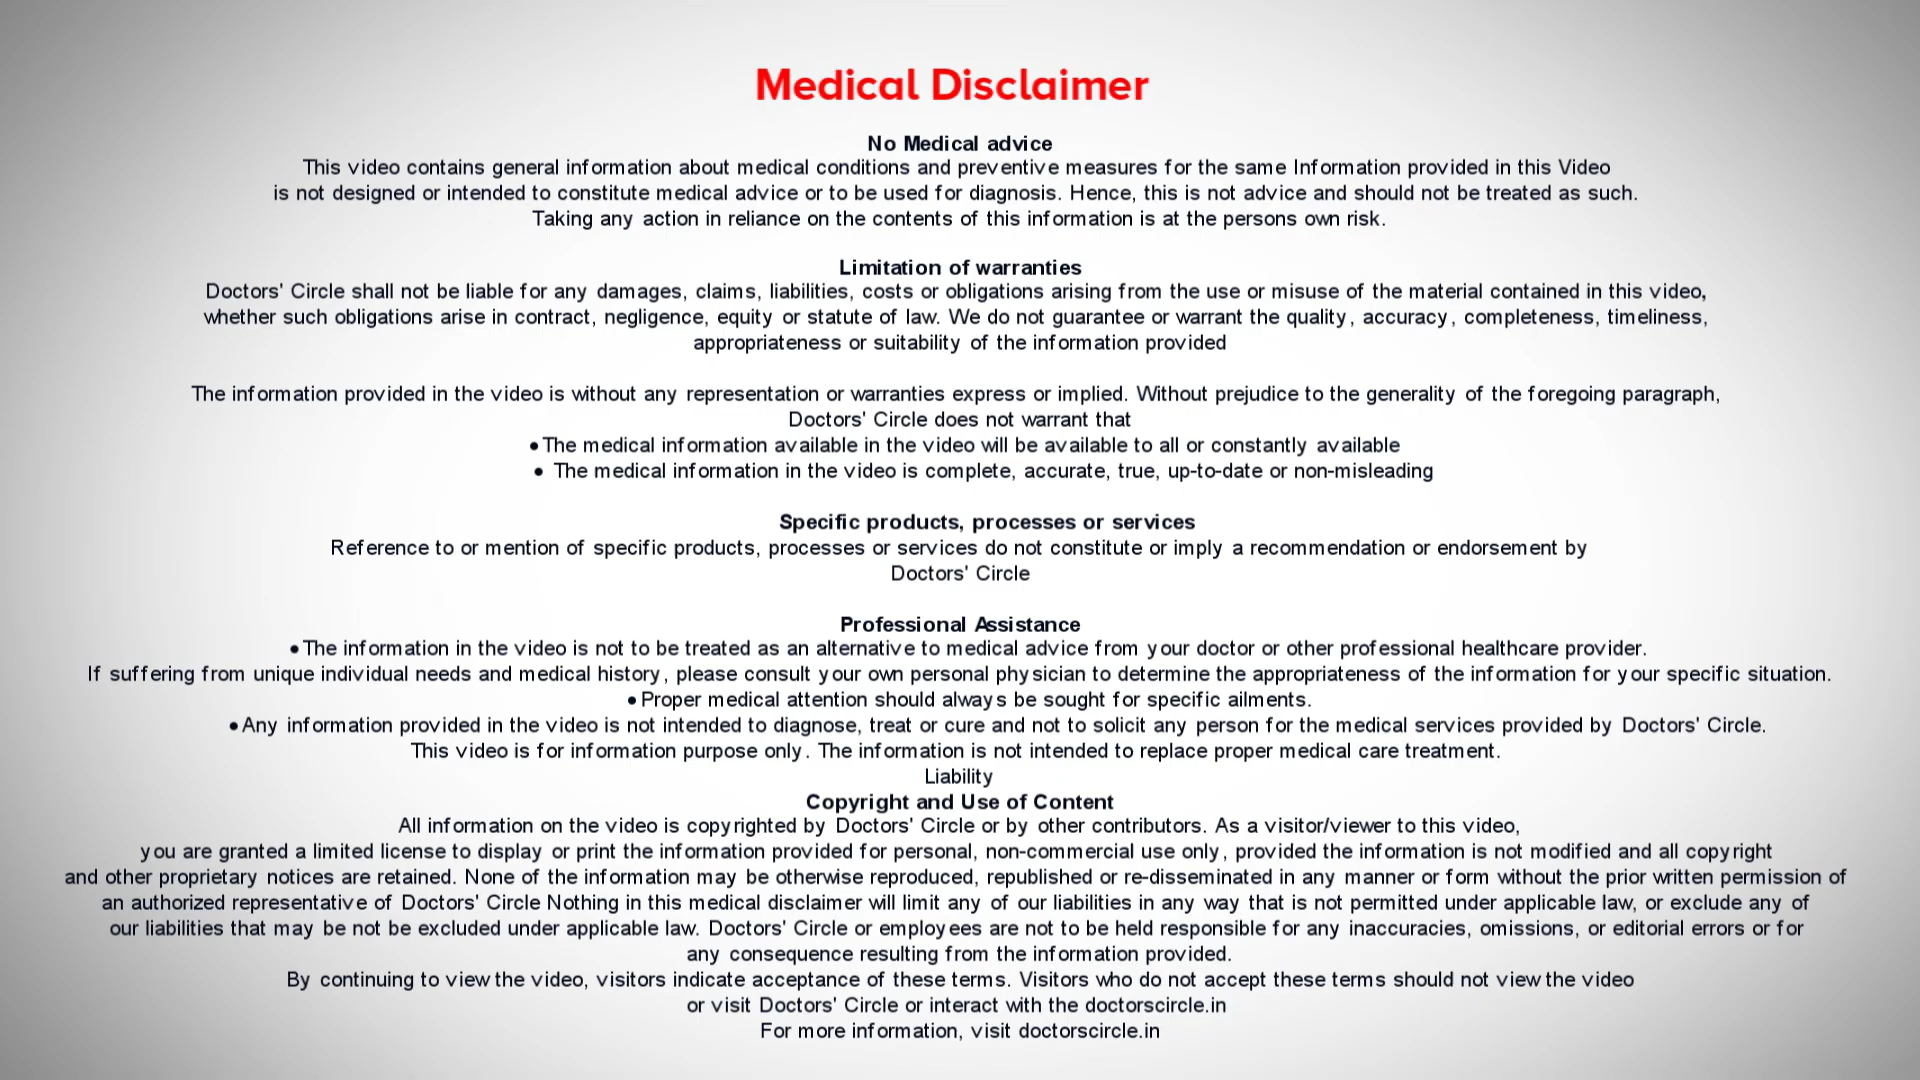 Medical Disclaimer
No Medical advice
This video contains general information about medical conditions and preventive measures for the same Information provided in this Video
is not designed or intended to constitute medical advice or to be used for diagnosis. Hence, this is not advice and should not be treated as such.
Taking any action in reliance on the contents of this information is at the persons own risk.
Limitation of warranties
Doctors' Circle shall not be liable for any damages, claims, liabilities, costs or obligations arising from the use or misuse of the material contained in this video,
whether such obligations arise in contract, negligence, equity or statute of law. We do not guarantee or warrant the quality, accuracy, completeness, timeliness,
appropriateness or suitability of the information provided
The information provided in the video is without any representation or warranties express or implied. Without prejudice to the generality of the foregoing paragraph,
Doctors' Circle does not warrant that
•The medical information available in the video will be available to all or constantly available
• The medical information in the video is complete, accurate, true, up-to-date or non-misleading
Specific products, processes or services
Reference to or mention of specific products, processes or services do not constitute or imply a recommendation or endorsement by
Doctors' Circle
Professional Assistance
•The information in the video is not to be treated as an alternative to medical advice from your doctor or other professional healthcare provider.
If suffering from unique individual needs and medical history, please consult your own personal physician to determine the appropriateness of the information for your specific situation.
•Proper medical attention should always be sought for specific ailments.
•Any information provided in the video is not intended to diagnose, treat or cure and not to solicit any person for the medical services provided by Doctors' Circle.
This video is for information purpose only. The information is not intended to replace proper medical care treatment.
Liability
Copyright and Use of Content
All information on the video is copyrighted by Doctors' Circle or by other contributors. As a visitor/viewer to this video,
you are granted a limited license to display or print the information provided for personal, non-commercial use only, provided the information is not modified and all copyright
and other proprietary notices are retained. None of the information may be otherwise reproduced, republished or re-disseminated in any manner or form without the prior written permission of
an authorized representative of Doctors' Circle Nothing in this medical disclaimer will limit any of our liabilities in any way that is not permitted under applicable law, or exclude any of
our liabilities that may be not be excluded under applicable law. Doctors' Circle or employees are not to be held responsible for any inaccuracies, omissions, or editorial errors or for
any consequence resulting from the information provided.
By continuing to view the video, visitors indicate acceptance of these terms. Visitors who do not accept these terms should not view the video
or visit Doctors' Circle or interact with the doctorscircle.in
For more information, visit doctorscircle.in